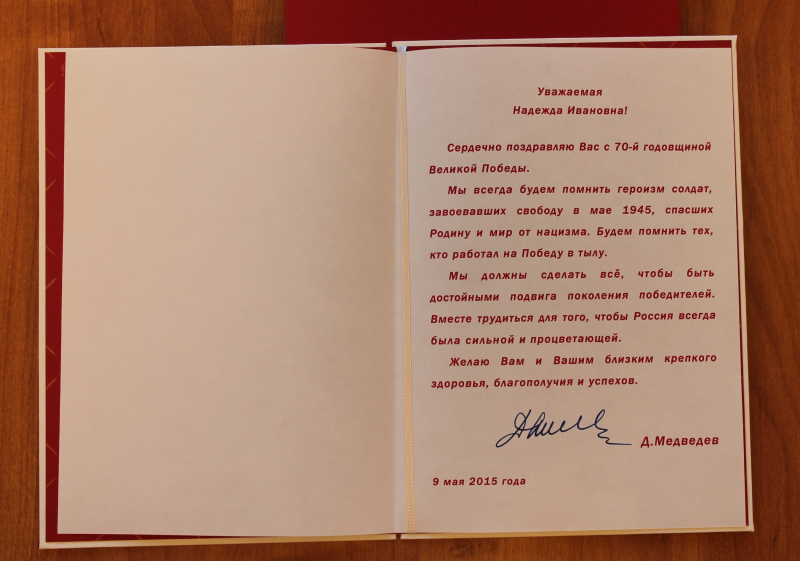 Уважаемая
Надежда Ивановна!
Сердечно поздравляю Вас с 70-й годовщиной
Великой Победы.
Мы всегда будем помнить героизм солдат,
завоевавших свободу в мае 1945, спасших
Родину и мир от нацизма. Будем помнить тех,
кто работал на Победу в тылу.
Мы должны сделать всё, чтобы быть
достойными подвига поколения победителей.
Вместе трудиться для того, чтобы Россия всегда
была сильной и процветающей.
Желаю Вам и Вашим близким крепкого
здоровья, благополучия и успехов.
Д.Медведев
9 мая 2015 года